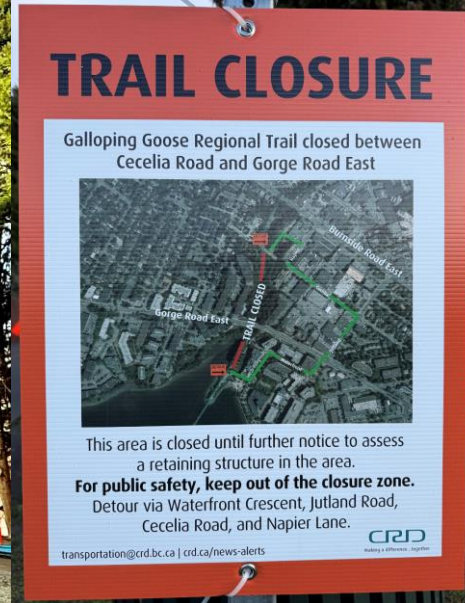 TRAIL CLOSURE
Galloping Goose Regional Trail closed between
Cecelia Road and Gorge Road East
Burnside Road East
TRAIL CLOSED
Gorge Road East
This area is closed until further notice to assess
a retaining structure in the area.
For public safety, keep out of the closure zone.
Detour via Waterfront Crescent, Jutland Road,
Cecelia Road, and Napier Lane.
CRD
Making a difference...together
transportation@crd.bc.ca | crd.ca/news-alerts